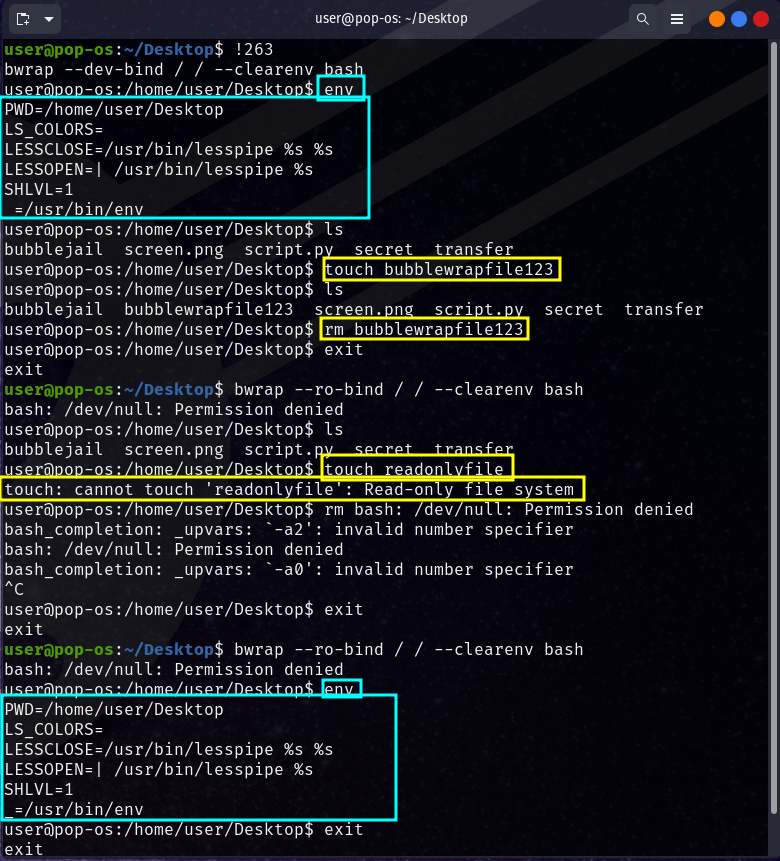 user@pop-os: ~/Desktop
user@pop-os:~/Desktop$ !263
bwrap --dev-bind / / --clearenv bash
user@pop-os:/home/user/Desktop$ env
PWD=/home/user/Desktop
LS_COLORS=
LESSCLOSE=/usr/bin/lesspipe %s %s
LESSOPEN=| /usr/bin/lesspipe %s
SHLVL=1
_=/usr/bin/env
user@pop-os:/home/user/Desktop$ ls
bubblejail  screen.png  script.py  secret  transfer
user@pop-os:/home/user/Desktop$ touch bubblewrapfile123
user@pop-os:/home/user/Desktop$ ls
bubblejail  bubblewrapfile123  screen.png  script.py  secret  transfer
user@pop-os:/home/user/Desktop$ rm bubblewrapfile123
user@pop-os:/home/user/Desktop$ exit
exit
user@pop-os:~/Desktop$ bwrap --ro-bind / / --clearenv bash
bash: /dev/null: Permission denied
user@pop-os:/home/user/Desktop$ ls
bubblejail  screen.png  script.py  secret  transfer
user@pop-os:/home/user/Desktop$ touch readonlyfile
touch: cannot touch 'readonlyfile': Read-only file system
user@pop-os:/home/user/Desktop$ rm bash: /dev/null: Permission denied
bash_completion: _upvars: `-a2': invalid number specifier
bash: /dev/null: Permission denied
bash_completion: _upvars: `-a0': invalid number specifier
^C
user@pop-os:/home/user/Desktop$ exit
exit
user@pop-os:~/Desktop$ bwrap --ro-bind / / --clearenv bash
bash: /dev/null: Permission denied
user@pop-os:/home/user/Desktop$ env
PWD=/home/user/Desktop
LS_COLORS=
LESSCLOSE=/usr/bin/lesspipe %s %s
LESSOPEN=| /usr/bin/lesspipe %s
SHLVL=1
_=/usr/bin/env
user@pop-os:/home/user/Desktop$ exit
exit